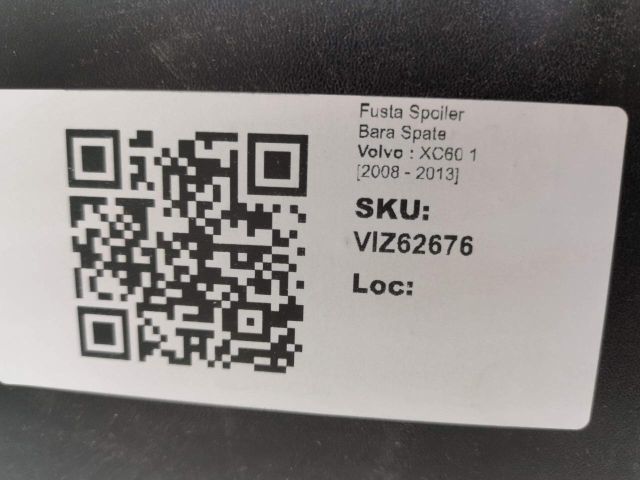 Fusta Spoiler
Bara Spate
Volvo : XC60 1
[2008 - 2013]
SKU:
VIZ62676
Loc: